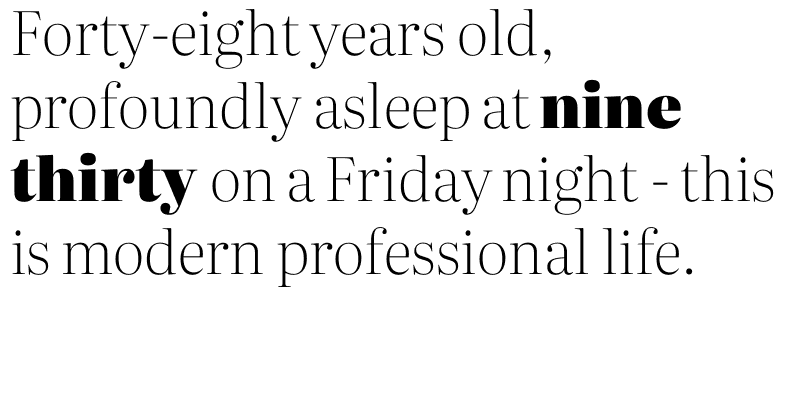 Forty-eight years old,
profoundly asleep at nine
thirty on a Friday night - this
is modern professional life.